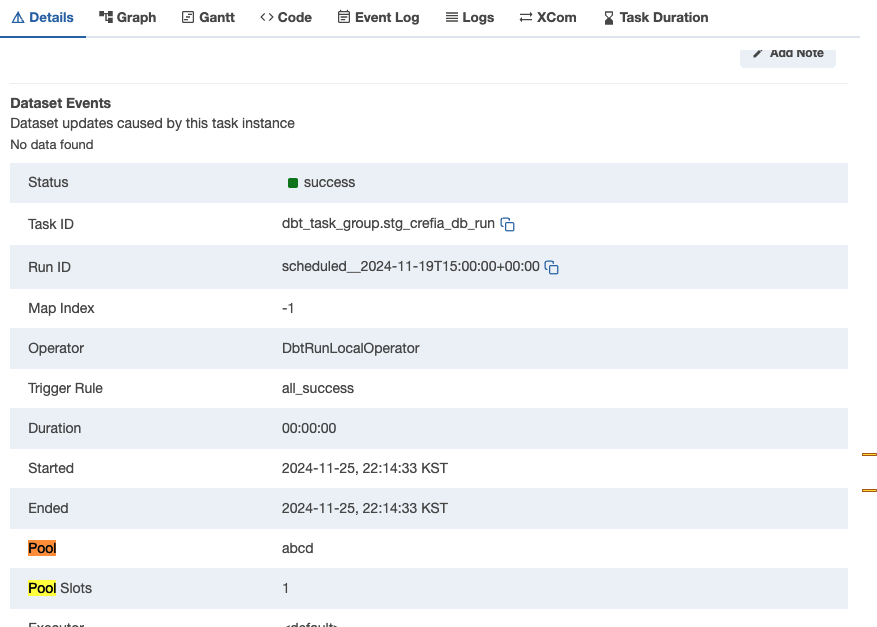 Details Graph Gantt Code Event Log Logs XCom Task Duration
Add Note
Dataset Events
Dataset updates caused by this task instance
No data found
Status success
Task ID dbt_task_group.stg_crefia_db_run
Run ID scheduled__2024-11-19T15:00:00+00:00
Map Index -1
Operator DbtRunLocalOperator
Trigger Rule all_success
Duration 00:00:00
Started 2024-11-25, 22:14:33 KST
Ended 2024-11-25, 22:14:33 KST
Pool abcd
Pool Slots 1
Executor <default>